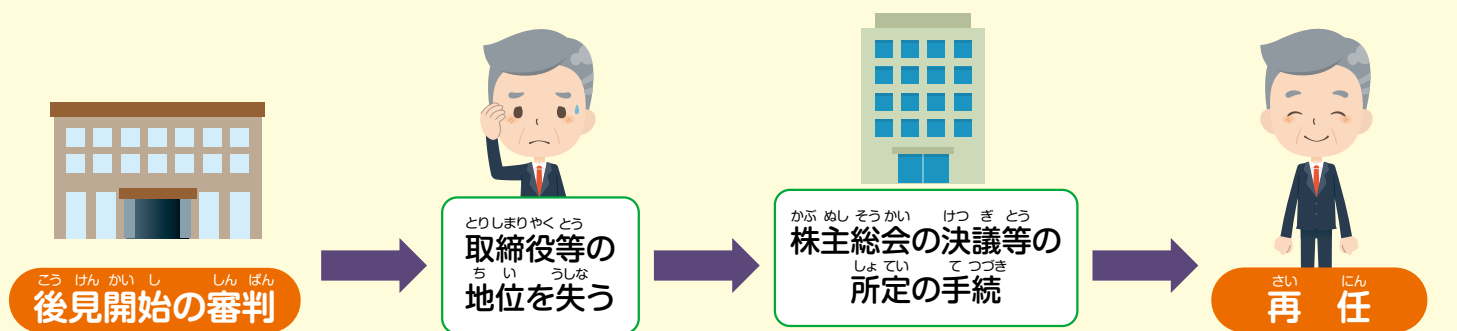 こうけんかいし しんぱん
後見開始の審判
とりしまりやくとう
取締役等の
ちい うしな
地位を失う
かぶぬしそうかい けつぎとう
株主総会の決議等の
しょてい てつづき
所定の手続
さいにん
再任